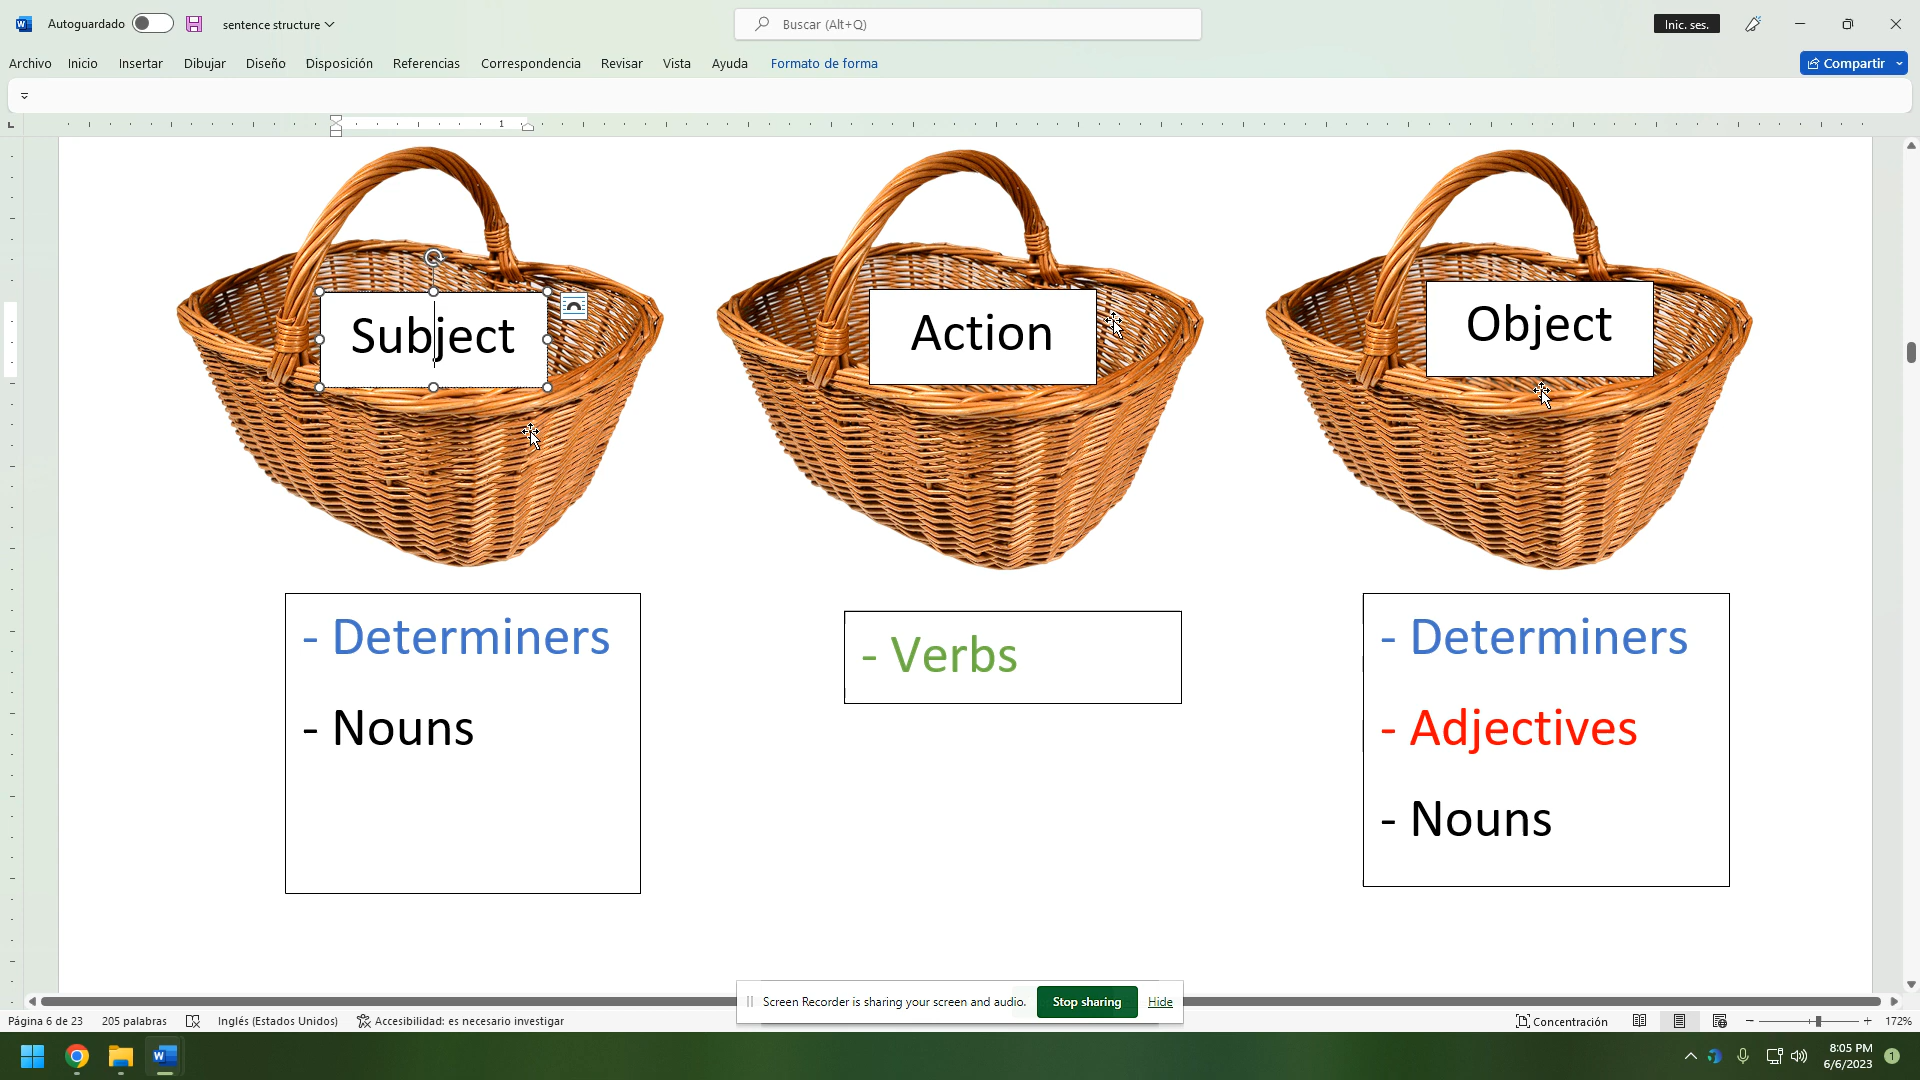 Autoguardado
sentence structure
Buscar (Alt+Q)
Inic. ses.
Archivo Inicio Insertar Dibujar Diseño Disposición Referencias Correspondencia Revisar Vista Ayuda Formato de forma
Compartir
1
Subject
Action
Object
- Determiners
- Nouns
- Verbs
- Determiners
- Adjectives
- Nouns
Screen Recorder is sharing your screen and audio. Stop sharing Hide
Página 6 de 23 205 palabras Inglés (Estados Unidos) Accesibilidad: es necesario investigar
Concentración
172%
8:05 PM
6/6/2023
1